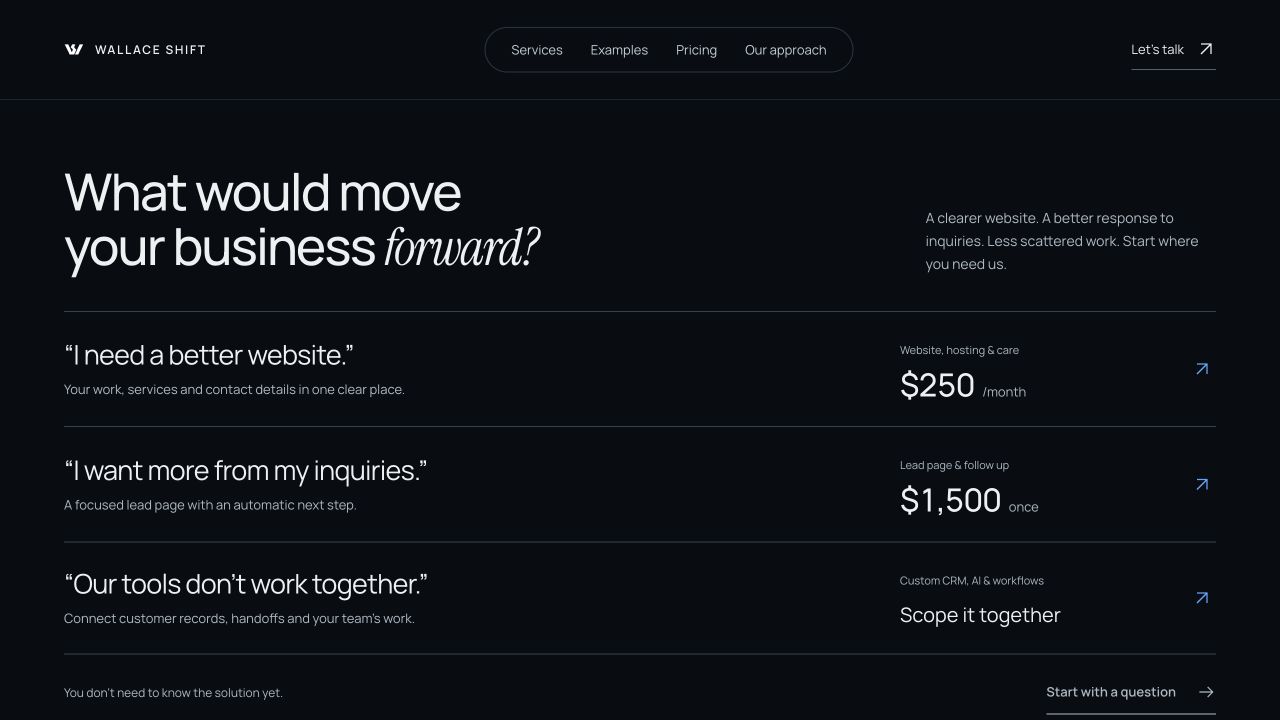 WALLACE SHIFT
Services
Examples
Pricing
Our approach
Let's talk
What would move
your business forward?
A clearer website. A better response to
inquiries. Less scattered work. Start where
you need us.
“I need a better website.”
Your work, services and contact details in one clear place.
Website, hosting & care
$250 /month
“I want more from my inquiries.”
A focused lead page with an automatic next step.
Lead page & follow up
$1,500 once
“Our tools don’t work together.”
Connect customer records, handoffs and your team’s work.
Custom CRM, AI & workflows
Scope it together
You don’t need to know the solution yet.
Start with a question